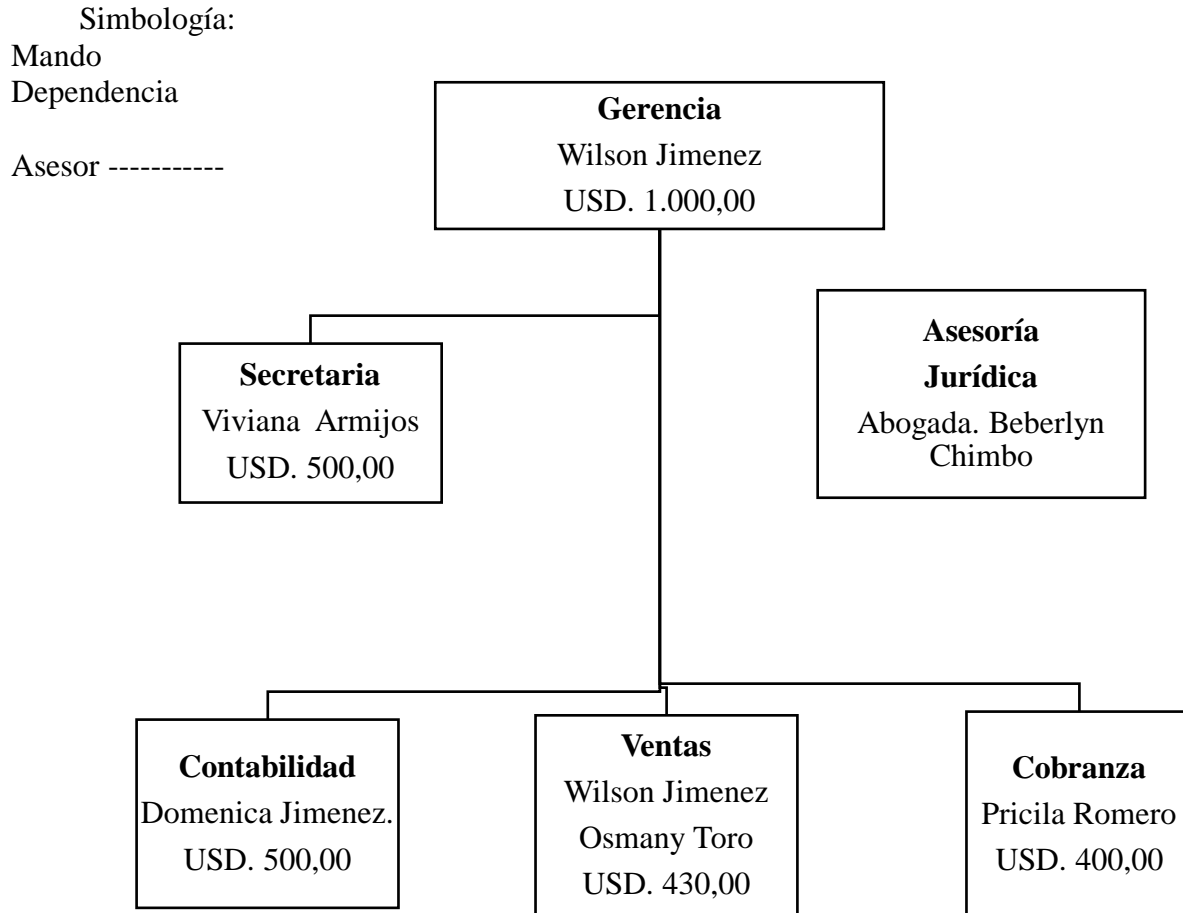 Simbología:
Mando
Dependencia
Asesor -----------
Gerencia
Wilson Jimenez
USD. 1.000,00
Asesoría
Jurídica
Abogada. Beberlyn
Chimbo
Secretaria
Viviana  Armijos
USD. 500,00
Contabilidad
Domenica Jimenez.
USD. 500,00
Ventas
Wilson Jimenez
Osmany Toro
USD. 430,00
Cobranza
Pricila Romero
USD. 400,00